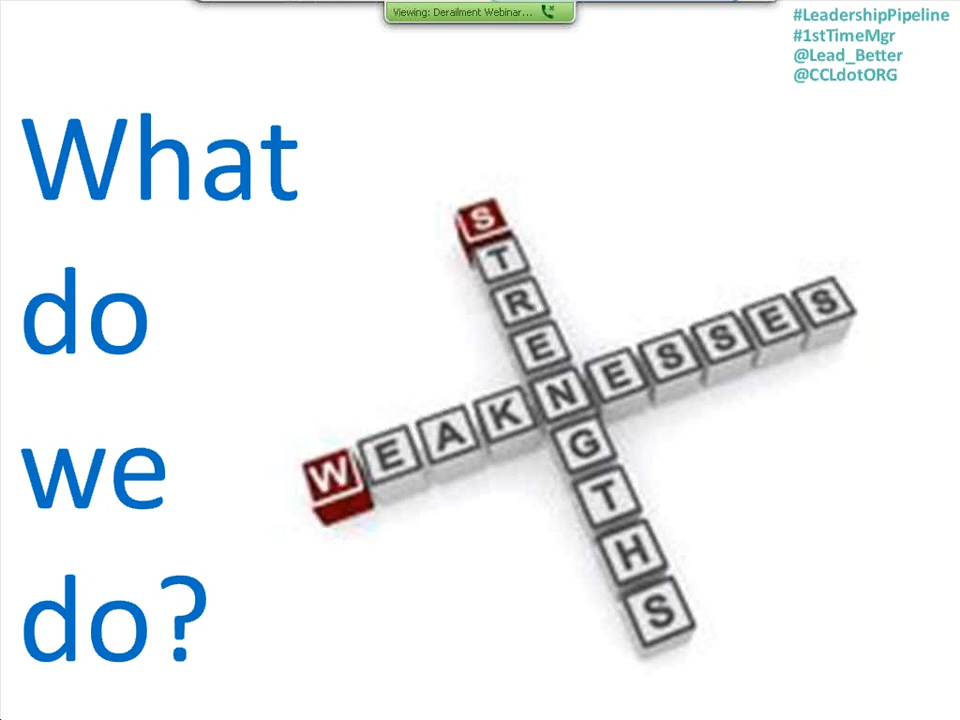 Viewing: Derailment Webinar...
#LeadershipPipeline
#1stTimeMgr
@Lead_Better
@CCLdotORG
What
do
we
do?
STRENGTHS
WEAKNESSES